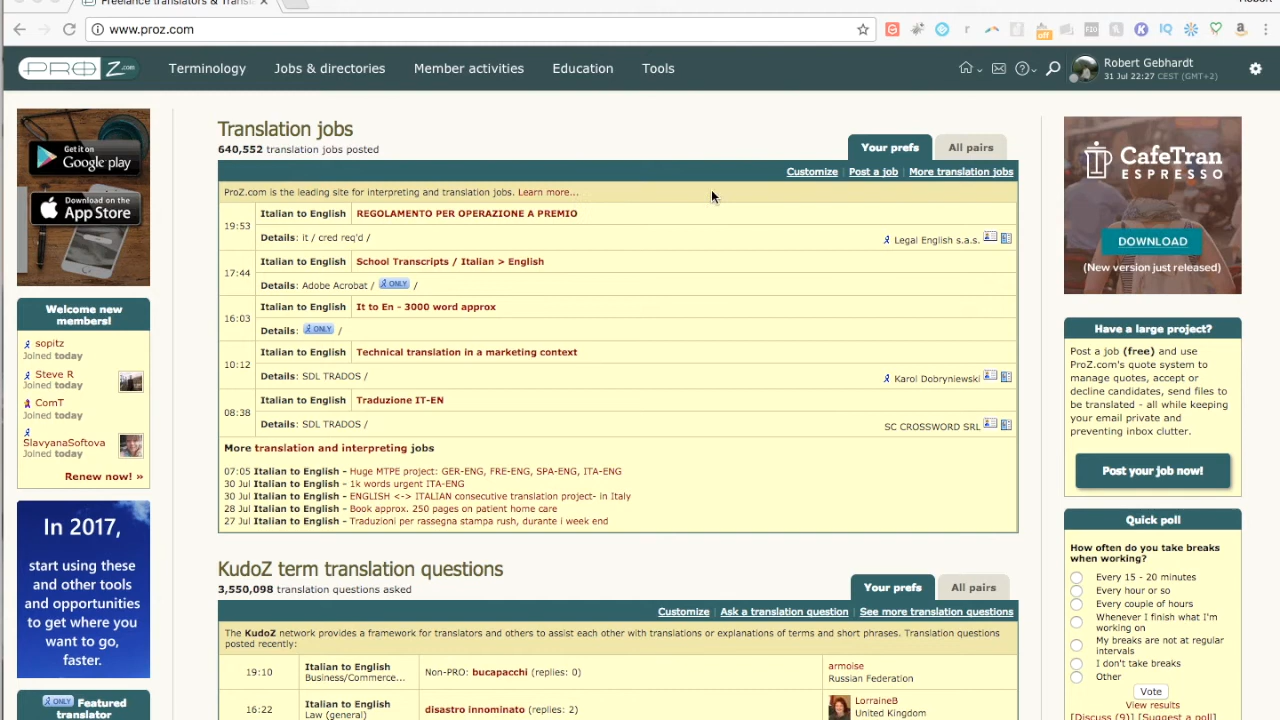 Freelance translators & Transl
Robert
www.proz.com
off
IQ
PROZ.com
Terminology
Jobs & directories
Member activities
Education
Tools
Robert Gebhardt
31 Jul 22:27 CEST (GMT+2)
Get it on
Google play
Download on the
App Store
Welcome new
members!
sopitz
Joined today
Steve R
Joined today
ComT
Joined today
SlavyanaSoftova
Joined today
Renew now! »
In 2017,
start using these
and other tools
and opportunities
to get where you
want to go,
faster.
ONLY Featured
translator
Translation jobs
640,552 translation jobs posted
Your prefs
All pairs
Customize | Post a job | More translation jobs
ProZ.com is the leading site for interpreting and translation jobs. Learn more...
19:53
Italian to English
REGOLAMENTO PER OPERAZIONE A PREMIO
Details: it / cred req'd /
Legal English s.a.s.
17:44
Italian to English
School Transcripts / Italian > English
Details: Adobe Acrobat / ONLY /
16:03
Italian to English
It to En - 3000 word approx
Details: ONLY /
10:12
Italian to English
Technical translation in a marketing context
Details: SDL TRADOS /
Karol Dobryniewski
08:38
Italian to English
Traduzione IT-EN
Details: SDL TRADOS /
SC CROSSWORD SRL
More translation and interpreting jobs
07:05 Italian to English - Huge MTPE project: GER-ENG, FRE-ENG, SPA-ENG, ITA-ENG
30 Jul Italian to English - 1k words urgent ITA-ENG
30 Jul Italian to English - ENGLISH <-> ITALIAN consecutive translation project- in Italy
28 Jul Italian to English - Book approx. 250 pages on patient home care
27 Jul Italian to English - Traduzioni per rassegna stampa rush, durante i week end
KudoZ term translation questions
3,550,098 translation questions asked
Your prefs
All pairs
Customize | Ask a translation question | See more translation questions
The KudoZ network provides a framework for translators and others to assist each other with translations or explanations of terms and short phrases. Translation questions
posted recently:
19:10
Italian to English
Business/Commerce...
Non-PRO: bucapacchi (replies: 0)
armoise
Russian Federation
16:22
Italian to English
Law (general)
disastro innominato (replies: 2)
LorraineB
United Kingdom
CAFETRAN
ESPRESSO
DOWNLOAD
(New version just released)
Have a large project?
Post a job (free) and use
ProZ.com's quote system to
manage quotes, accept or
decline candidates, send files to
be translated - all while keeping
your email private and
preventing inbox clutter.
Post your job now!
Quick poll
How often do you take breaks
when working?
Every 15 - 20 minutes
Every hour or so
Every couple of hours
Whenever I finish what I'm
working on
My breaks are not at regular
intervals
I don't take breaks
Other
Vote
View results
[Discuss (9)] [Suggest a poll]